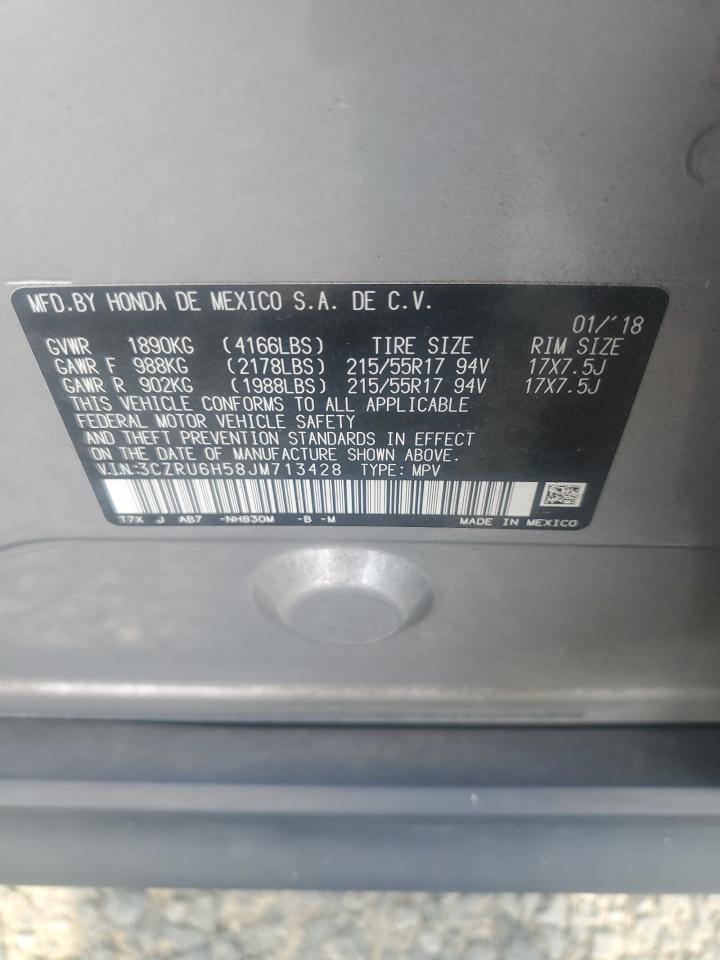 MFD.BY HONDA DE MEXICO S.A. DE C.V.
01/'18
GVWR 1890KG (4166LBS) TIRE SIZE RIM SIZE
GAWR F 988KG (2178LBS) 215/55R17 94V 17X7.5J
GAWR R 902KG (1988LBS) 215/55R17 94V 17X7.5J
THIS VEHICLE CONFORMS TO ALL APPLICABLE
FEDERAL MOTOR VEHICLE SAFETY
AND THEFT PREVENTION STANDARDS IN EFFECT
ON THE DATE OF MANUFACTURE SHOWN ABOVE.
V.I.N:3CZRU6H58JM713428 TYPE: MPV
T7X J AB7 -NH830M -B -M MADE IN MEXICO